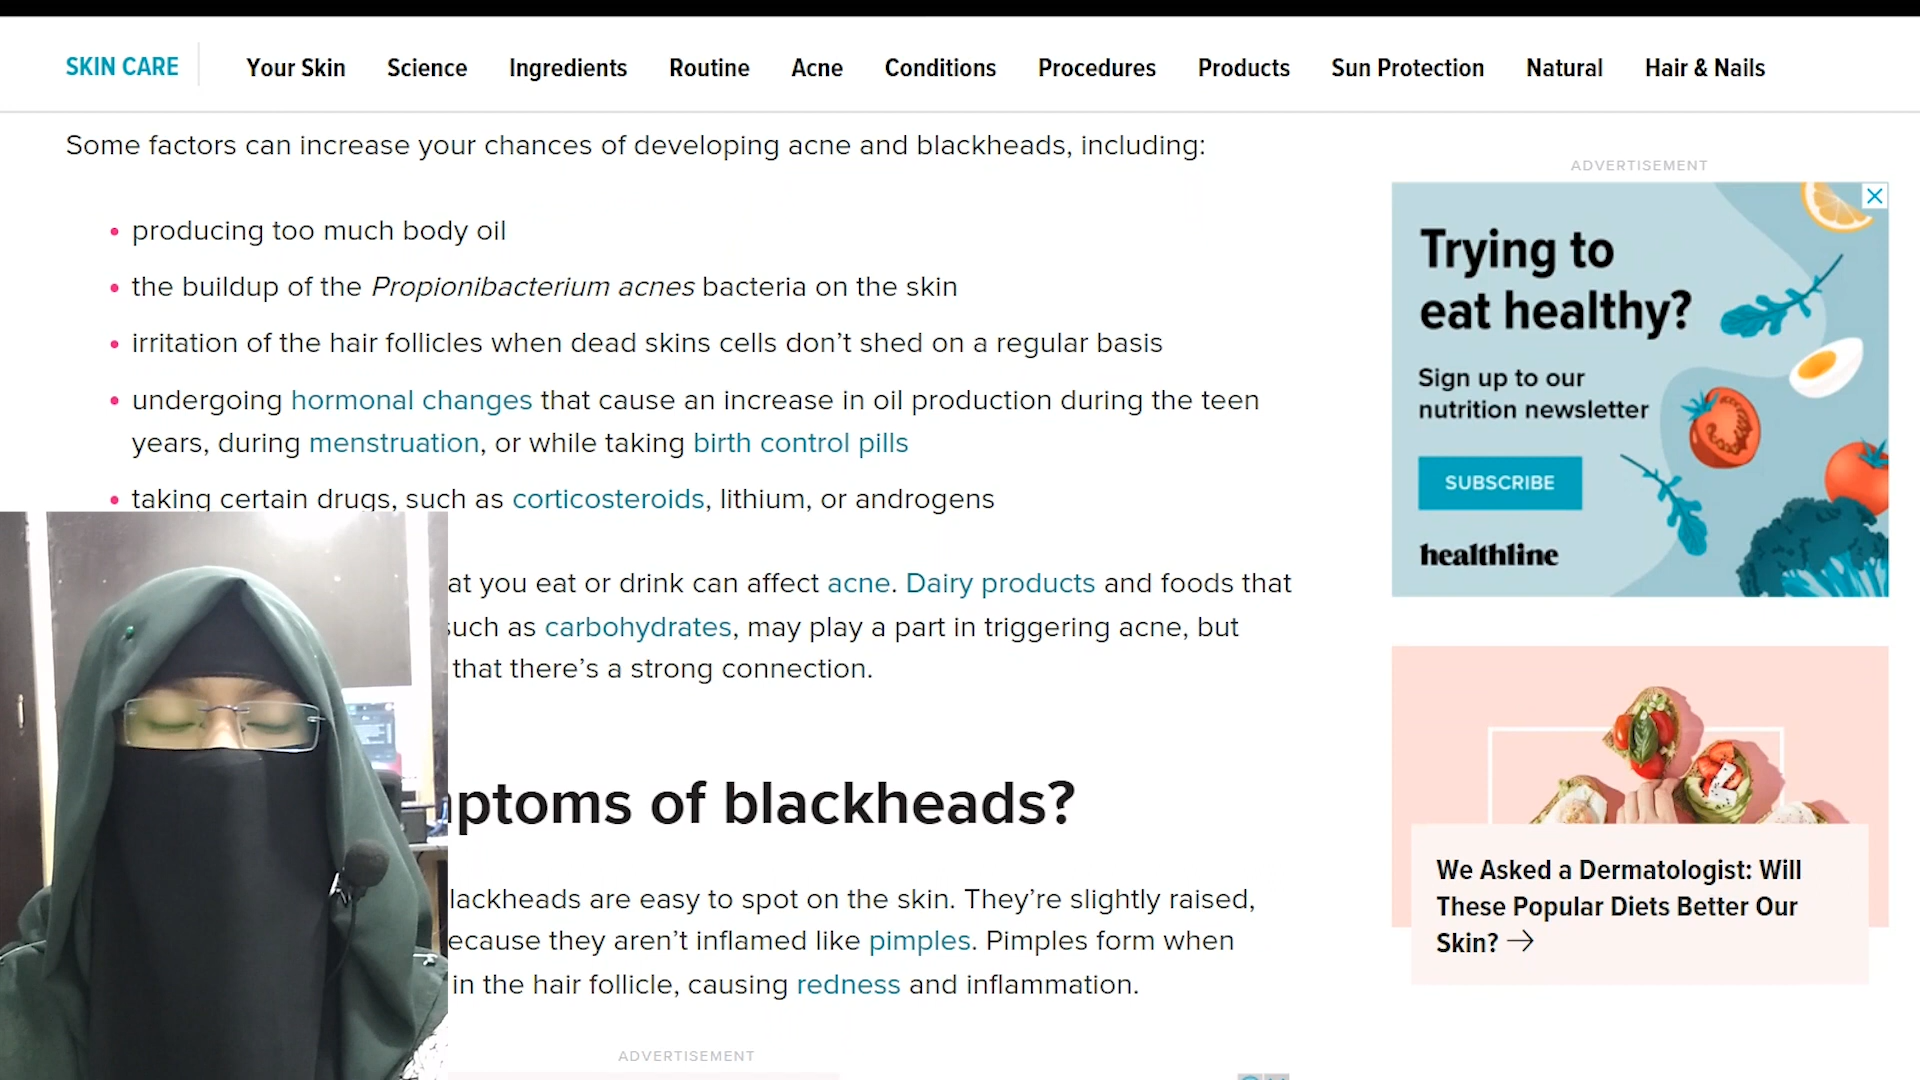 SKIN CARE Your Skin Science Ingredients Routine Acne Conditions Procedures Products Sun Protection Natural Hair & Nails
Some factors can increase your chances of developing acne and blackheads, including:
producing too much body oil
the buildup of the Propionibacterium acnes bacteria on the skin
irritation of the hair follicles when dead skins cells don’t shed on a regular basis
undergoing hormonal changes that cause an increase in oil production during the teen
years, during menstruation, or while taking birth control pills
taking certain drugs, such as corticosteroids, lithium, or androgens
at you eat or drink can affect acne. Dairy products and foods that
such as carbohydrates, may play a part in triggering acne, but
that there’s a strong connection.
ptoms of blackheads?
lackheads are easy to spot on the skin. They’re slightly raised,
ecause they aren’t inflamed like pimples. Pimples form when
in the hair follicle, causing redness and inflammation.
ADVERTISEMENT
ADVERTISEMENT
Trying to
eat healthy?
Sign up to our
nutrition newsletter
SUBSCRIBE
healthline
We Asked a Dermatologist: Will
These Popular Diets Better Our
Skin? →